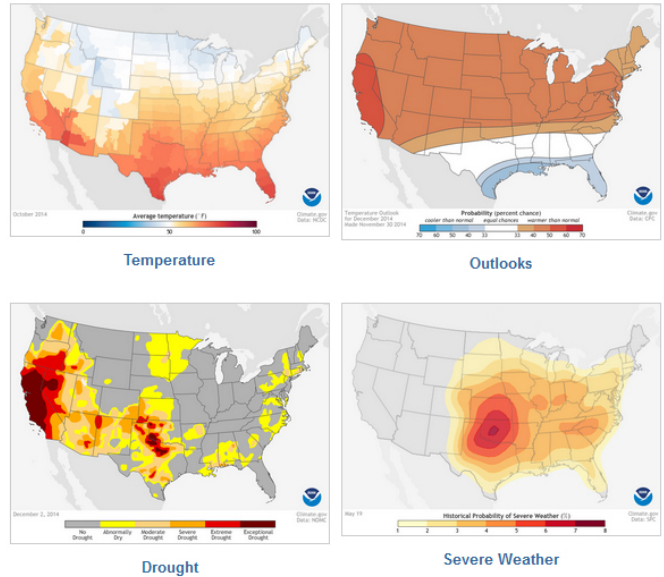 October 2014
Average temperature (°F)
0 50 100
Climate.gov
Data: NCDC
Temperature
Temperature Outlook
for December 2014
Made November 30 2014
Probability (percent chance)
cooler than normal equal chances warmer than normal
70 60 50 40 33 33 40 50 60 70
Climate.gov
Data: CPC
Outlooks
December 2, 2014
Climate.gov
Data: NDMC
No Drought
Abnormally Dry
Moderate Drought
Severe Drought
Extreme Drought
Exceptional Drought
Drought
May 19
Historical Probability of Severe Weather (%)
1 2 3 4 5 6 7 8
Climate.gov
Data: SPC
Severe Weather